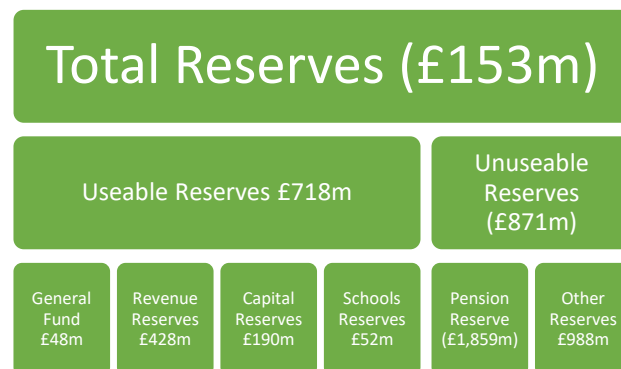 Total Reserves (£153m)
Useable Reserves £718m
Unuseable
Reserves
(£871m)
General
Fund
£48m
Revenue
Reserves
£428m
Capital
Reserves
£190m
Schools
Reserves
£52m
Pension
Reserve
(£1,859m)
Other
Reserves
£988m